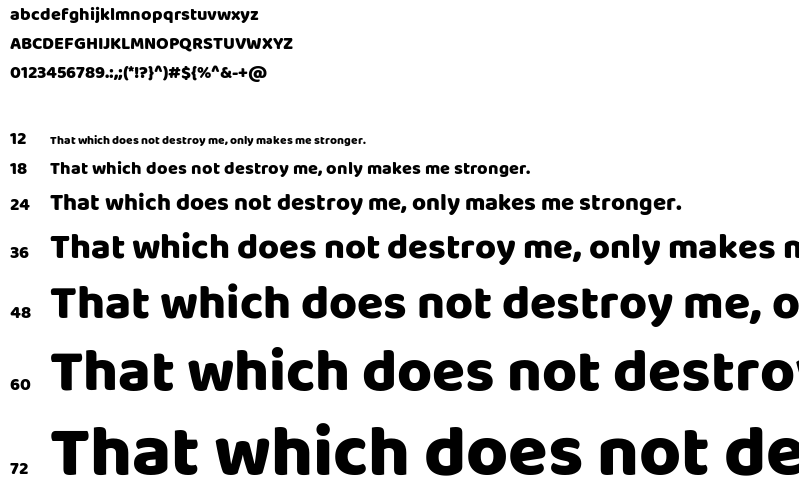 abcdefghijklmnopqrstuvwxyz
ABCDEFGHIJKLMNOPQRSTUVWXYZ
0123456789.:,;(*!?}^)#${%^&-+@
12 That which does not destroy me, only makes me stronger.
18 That which does not destroy me, only makes me stronger.
24 That which does not destroy me, only makes me stronger.
36 That which does not destroy me, only makes
48 That which does not destroy me,
60 That which does not destro
72 That which does not de